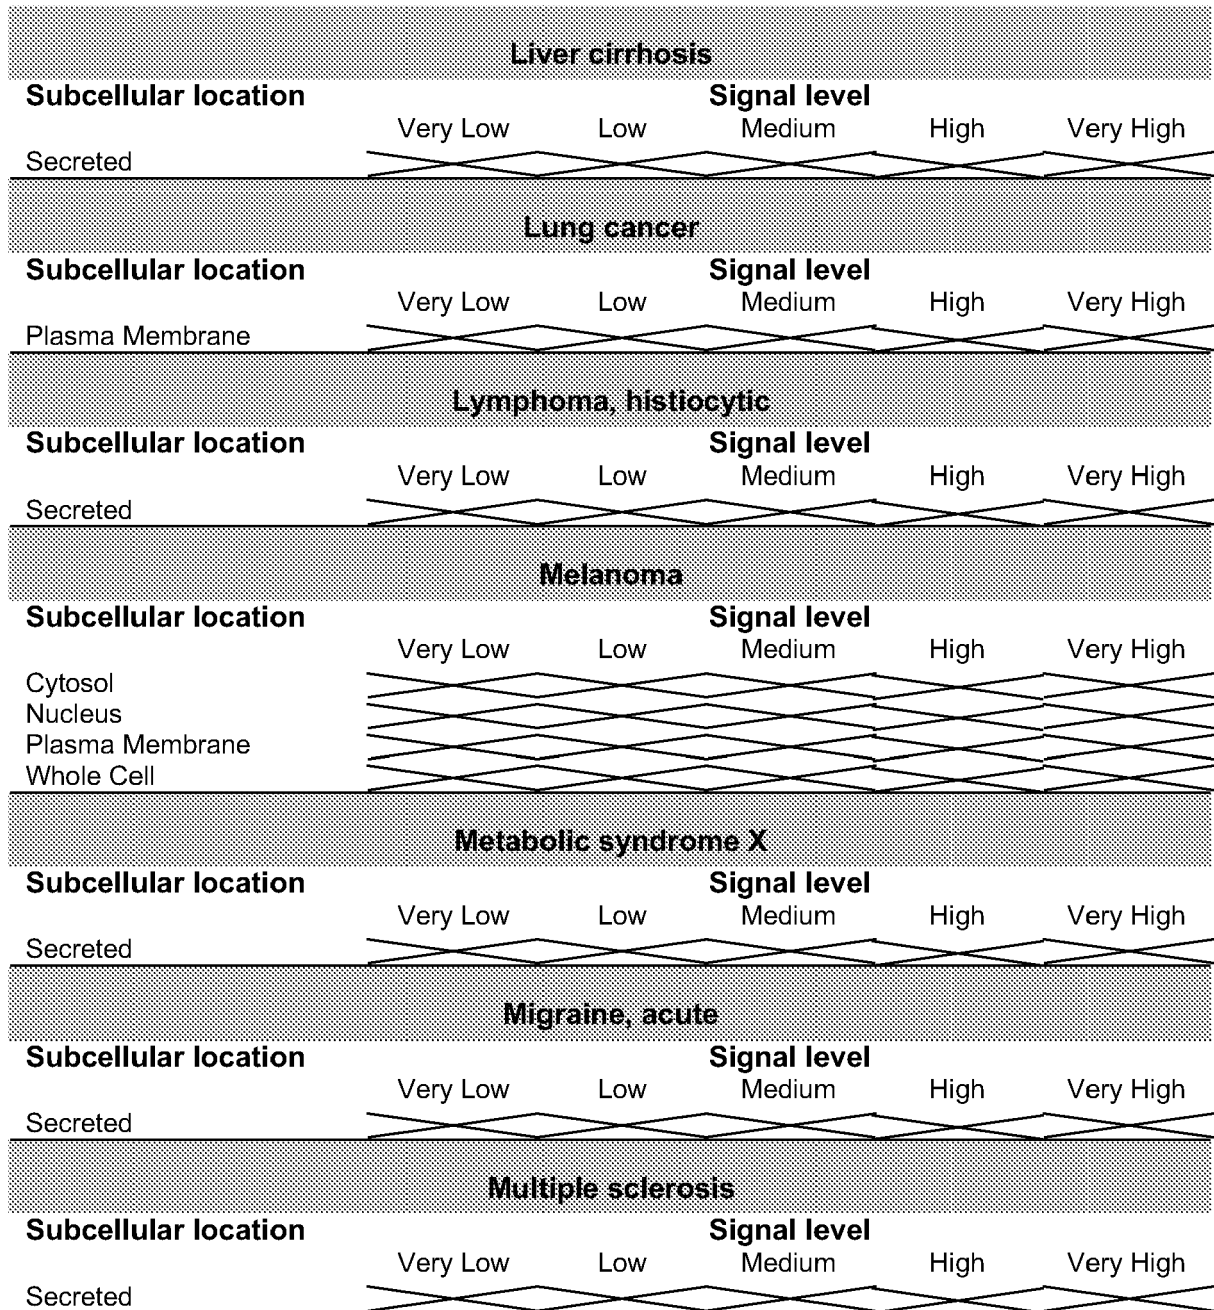 Liver cirrhosis
Subcellular location Signal level
Very Low Low Medium High Very High
Secreted
Lung cancer
Subcellular location Signal level
Very Low Low Medium High Very High
Plasma Membrane
Lymphoma, histiocytic
Subcellular location Signal level
Very Low Low Medium High Very High
Secreted
Melanoma
Subcellular location Signal level
Very Low Low Medium High Very High
Cytosol
Nucleus
Plasma Membrane
Whole Cell
Metabolic syndrome X
Subcellular location Signal level
Very Low Low Medium High Very High
Secreted
Migraine, acute
Subcellular location Signal level
Very Low Low Medium High Very High
Secreted
Multiple sclerosis
Subcellular location Signal level
Very Low Low Medium High Very High
Secreted